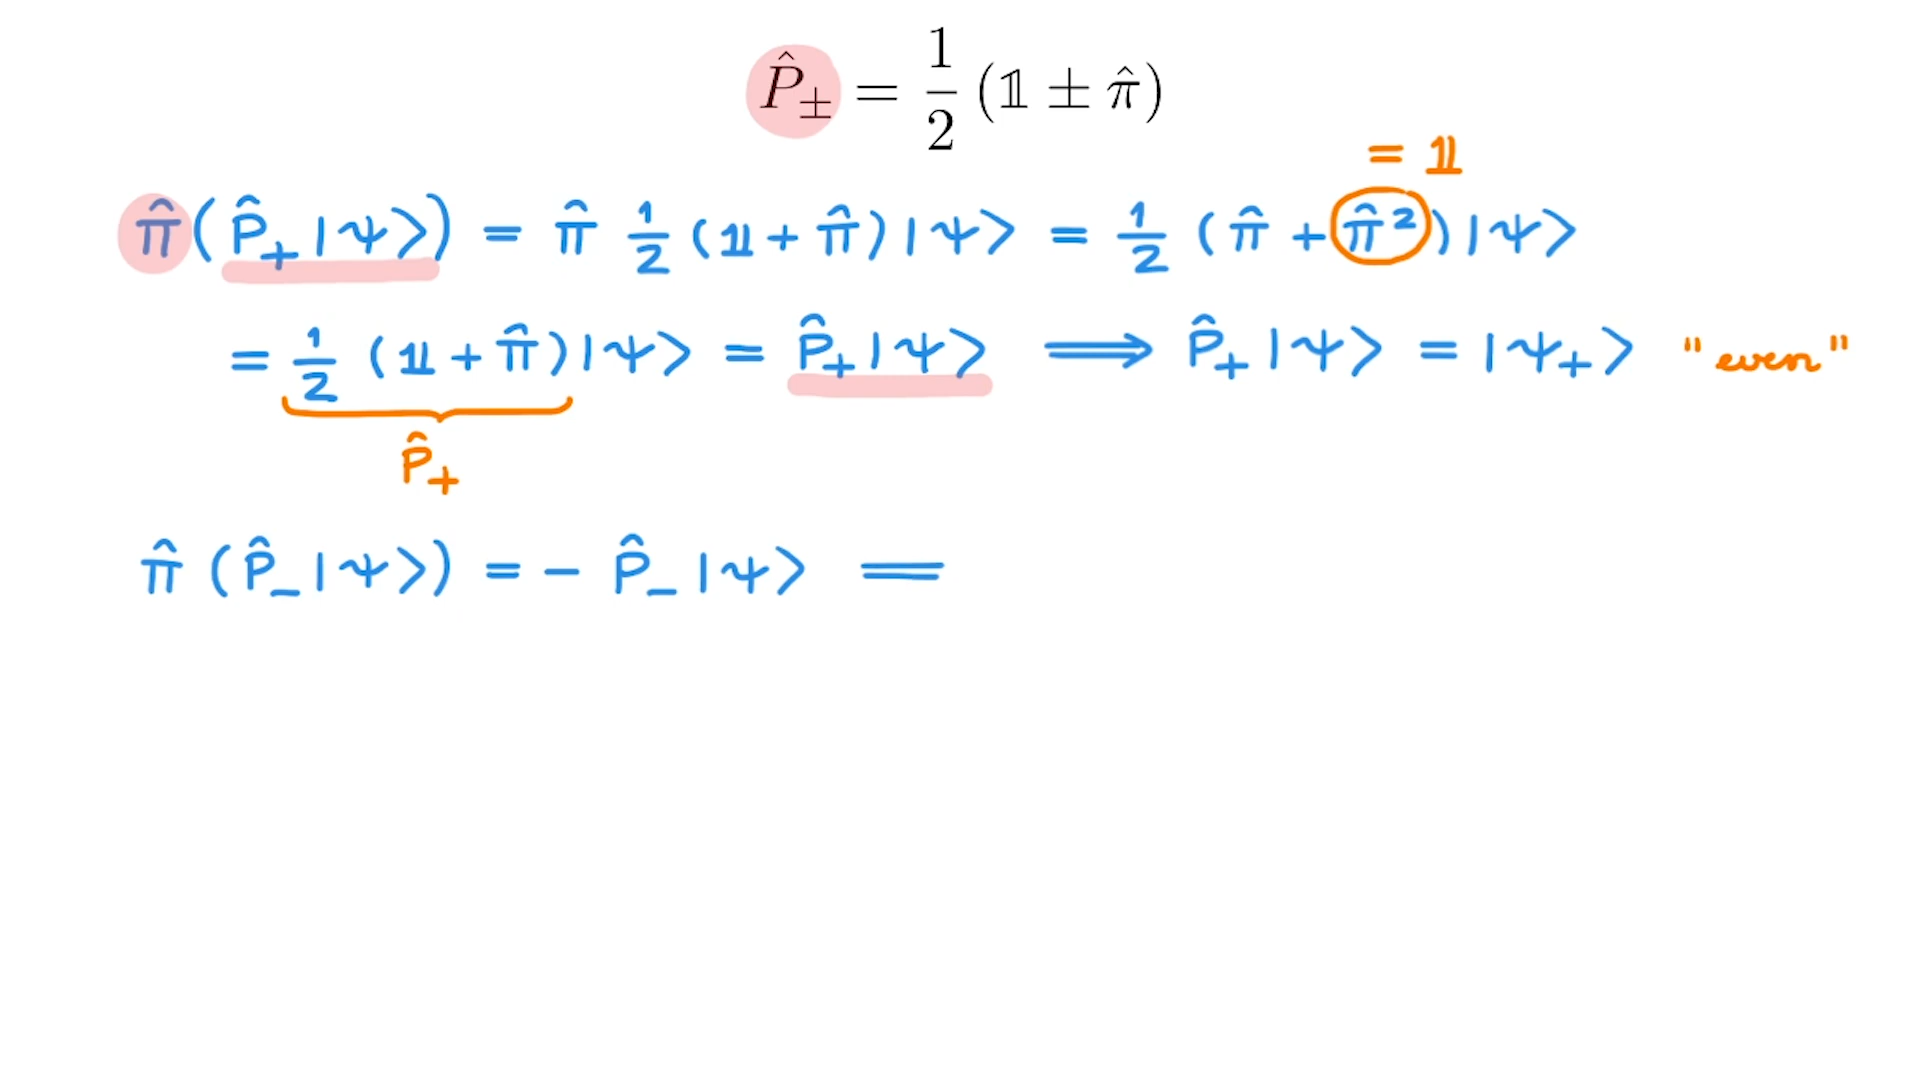 P̂± = 1/2 (𝟙 ± π̂)
= 𝟙
π̂ (P̂₊ |ψ⟩) = π̂ 1/2 (𝟙 + π̂) |ψ⟩ = 1/2 (π̂ + π̂²) |ψ⟩
= 1/2 (𝟙 + π̂) |ψ⟩ = P̂₊ |ψ⟩ ⟹ P̂₊ |ψ⟩ = |ψ₊⟩ "even"
P̂₊
π̂ (P̂₋ |ψ⟩) = − P̂₋ |ψ⟩ =